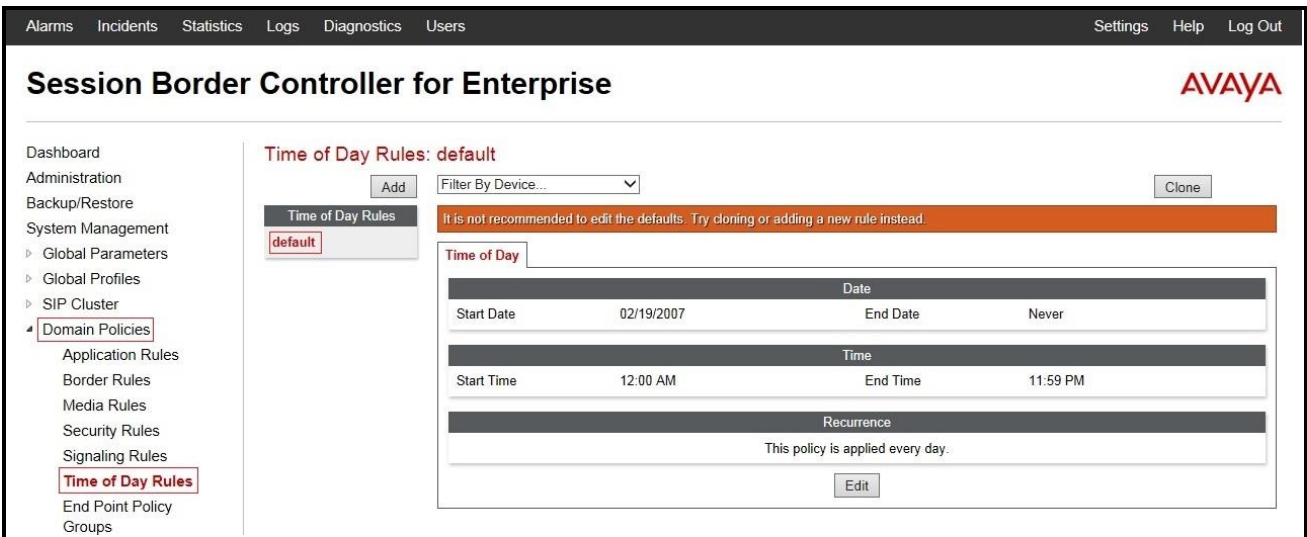 Alarms Incidents Statistics Logs Diagnostics Users Settings Help Log Out
Session Border Controller for Enterprise
AVAYA
Dashboard
Administration
Backup/Restore
System Management
Global Parameters
Global Profiles
SIP Cluster
Domain Policies
Application Rules
Border Rules
Media Rules
Security Rules
Signaling Rules
Time of Day Rules
End Point Policy
Groups
Time of Day Rules: default
Add
Filter By Device...
Clone
Time of Day Rules
default
It is not recommended to edit the defaults. Try cloning or adding a new rule instead.
Time of Day
Date
Start Date 02/19/2007 End Date Never
Time
Start Time 12:00 AM End Time 11:59 PM
Recurrence
This policy is applied every day.
Edit